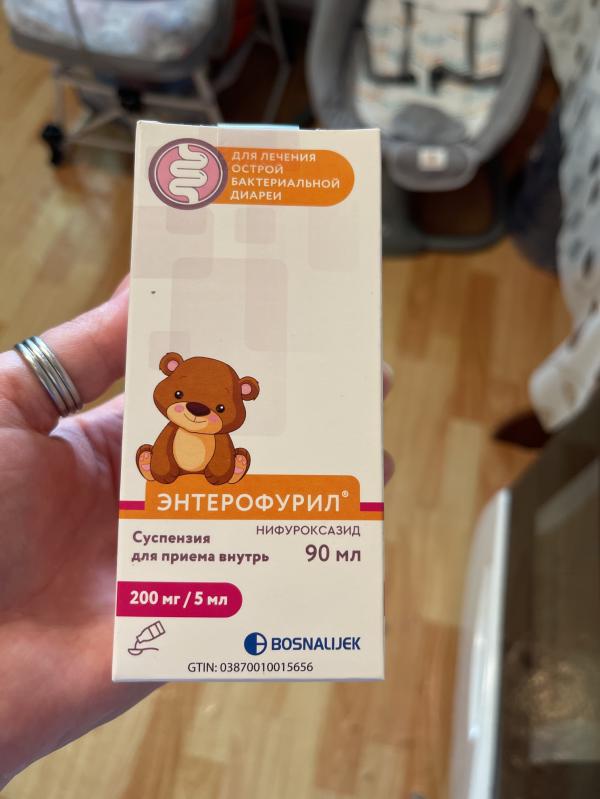 ДЛЯ ЛЕЧЕНИЯ
ОСТРОЙ
БАКТЕРИАЛЬНОЙ
ДИАРЕИ
ЭНТЕРОФУРИЛ®
НИФУРОКСАЗИД
Суспензия
для приема внутрь
90 мл
200 мг / 5 мл
BOSNALIJEK
GTIN: 03870010015656